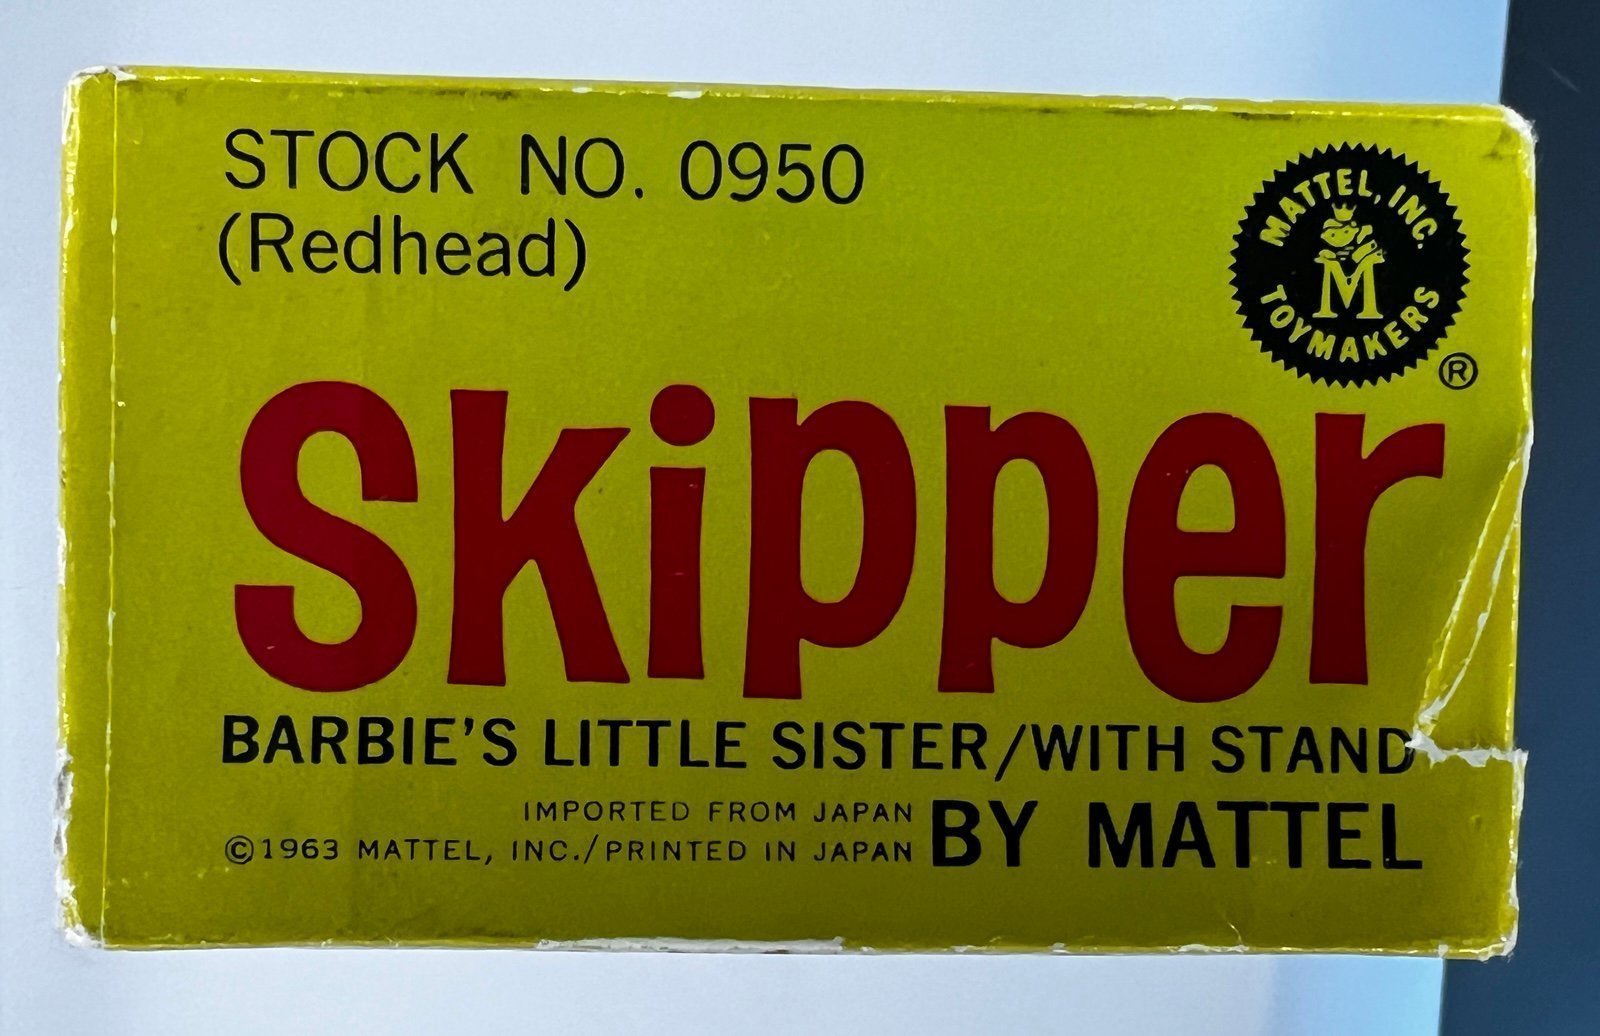 STOCK NO. 0950
(Redhead)
MATTEL, INC.
M
TOYMAKERS
®
Skipper
BARBIE'S LITTLE SISTER/WITH STAND
IMPORTED FROM JAPAN
©1963 MATTEL, INC./PRINTED IN JAPAN
BY MATTEL